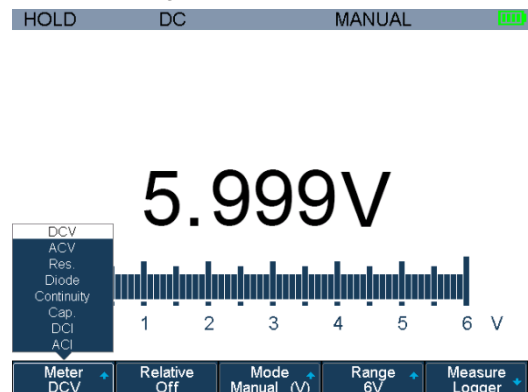 HOLD DC MANUAL
5.999V
DCV
ACV
Res.
Diode
Continuity
Cap.
DCI
ACI
1 2 3 4 5 6 V
Meter Relative Mode Range Measure
DCV Off Manual (V) 6V Logger